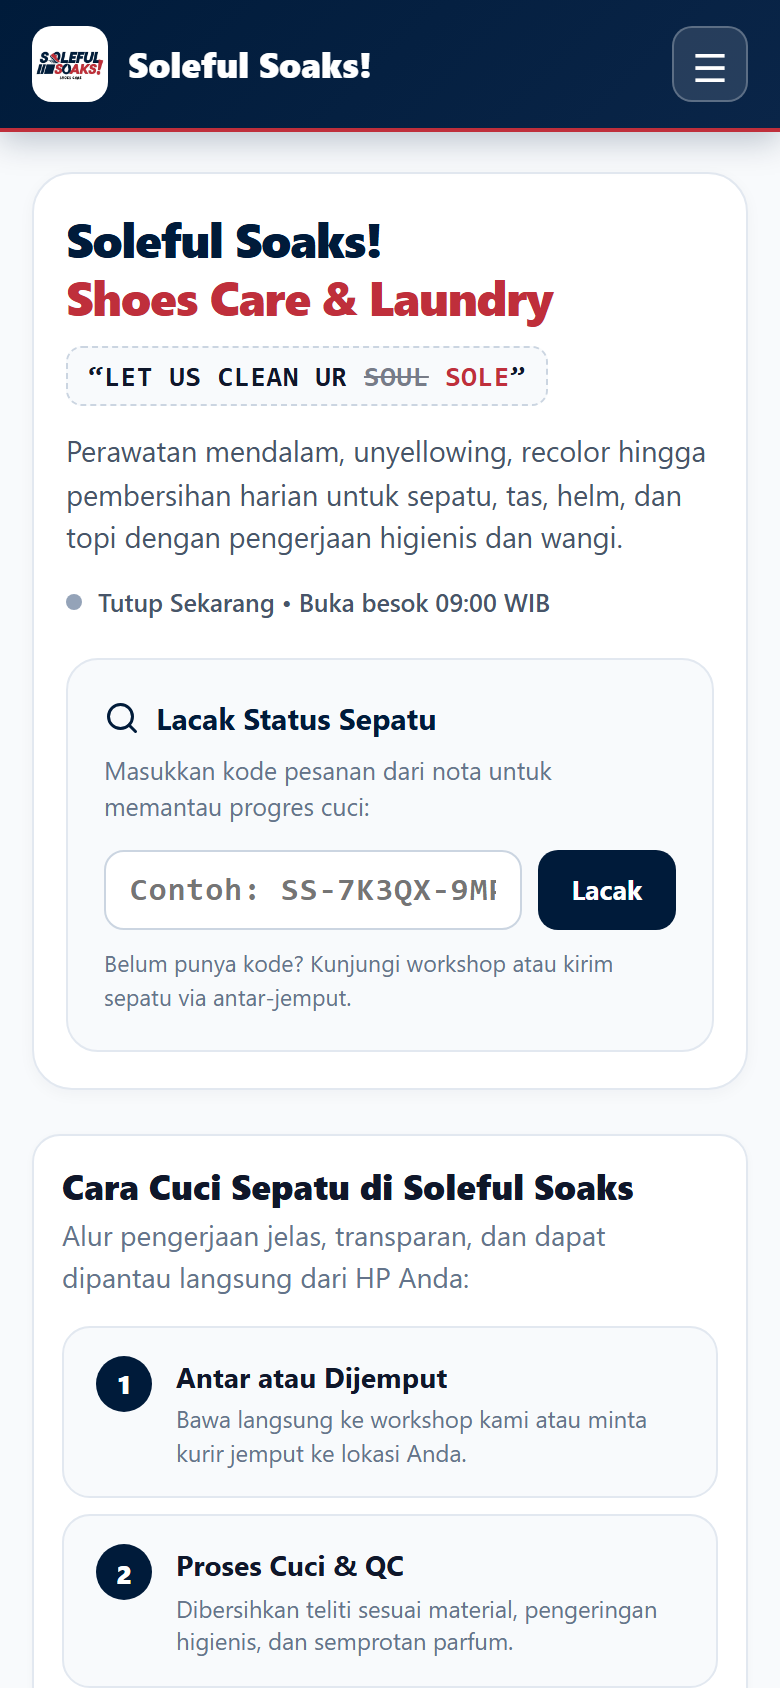 SOLEFUL
SOAKS!
SHOES CARE
Soleful Soaks!
Soleful Soaks!
Shoes Care & Laundry
“LET US CLEAN UR SOUL SOLE”
Perawatan mendalam, unyellowing, recolor hingga
pembersihan harian untuk sepatu, tas, helm, dan
topi dengan pengerjaan higienis dan wangi.
Tutup Sekarang • Buka besok 09:00 WIB
Lacak Status Sepatu
Masukkan kode pesanan dari nota untuk
memantau progres cuci:
Contoh: SS-7K3QX-9M
Lacak
Belum punya kode? Kunjungi workshop atau kirim
sepatu via antar-jemput.
Cara Cuci Sepatu di Soleful Soaks
Alur pengerjaan jelas, transparan, dan dapat
dipantau langsung dari HP Anda:
1
Antar atau Dijemput
Bawa langsung ke workshop kami atau minta
kurir jemput ke lokasi Anda.
2
Proses Cuci & QC
Dibersihkan teliti sesuai material, pengeringan
higienis, dan semprotan parfum.